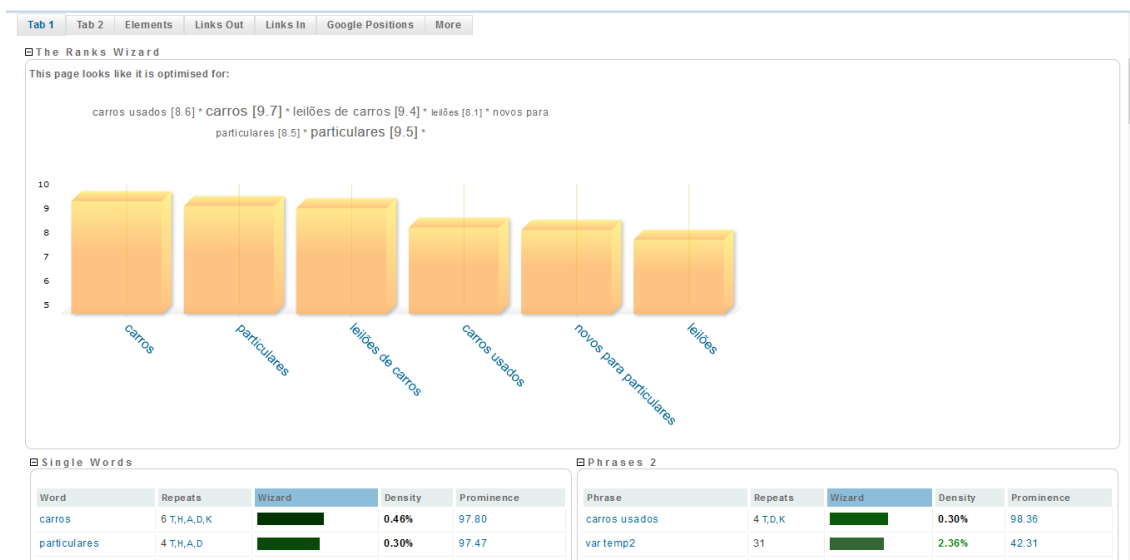 Tab 1 Tab 2 Elements Links Out Links In Google Positions More
The Ranks Wizard
This page looks like it is optimised for:
carros usados [8.6] * carros [9.7] * leilões de carros [9.4] * leilões [8.1] * novos para
particulares [8.5] * particulares [9.5] *
10
9
8
7
6
5
carros particulares leilões de carros carros usados novos para particulares leilões
Single Words Phrases 2
Word Repeats Wizard Density Prominence Phrase Repeats Wizard Density Prominence
carros 6 T,H,A,D,K 0.46% 97.80 carros usados 4 T,D,K 0.30% 98.36
particulares 4 T,H,A,D 0.30% 97.47 var temp2 31 2.36% 42.31